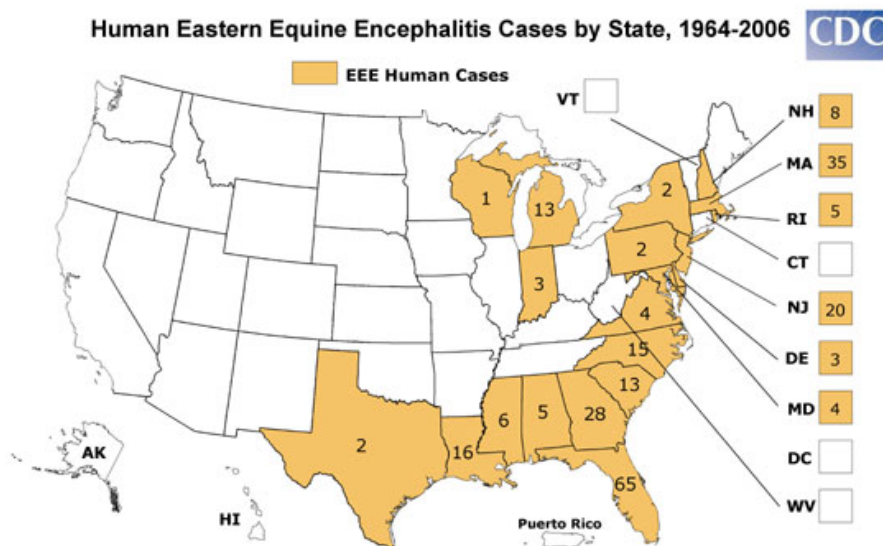 Human Eastern Equine Encephalitis Cases by State, 1964-2006
CDC
EEE Human Cases
VT
NH 8
MA 35
RI 5
CT
NJ 20
DE 3
MD 4
DC
WV
1
13
2
2
3
4
15
13
6
5
28
2
16
65
AK
HI
Puerto Rico